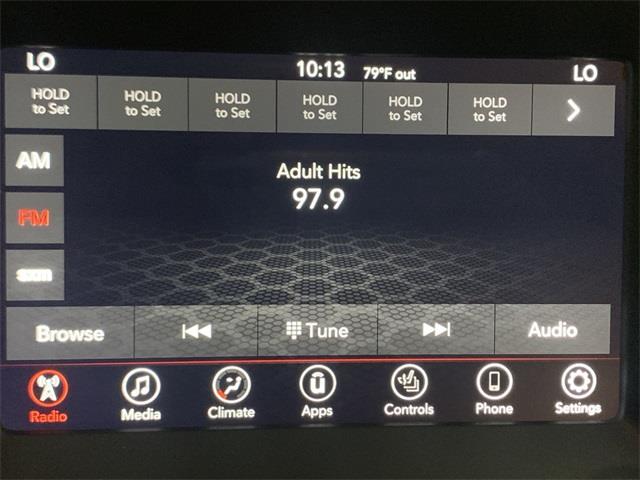 LO 10:13 79°F out LO
HOLD to Set HOLD to Set HOLD to Set HOLD to Set HOLD to Set HOLD to Set
AM
Adult Hits
97.9
FM
sxm
Browse Tune Audio
Radio Media Climate Apps Controls Phone Settings